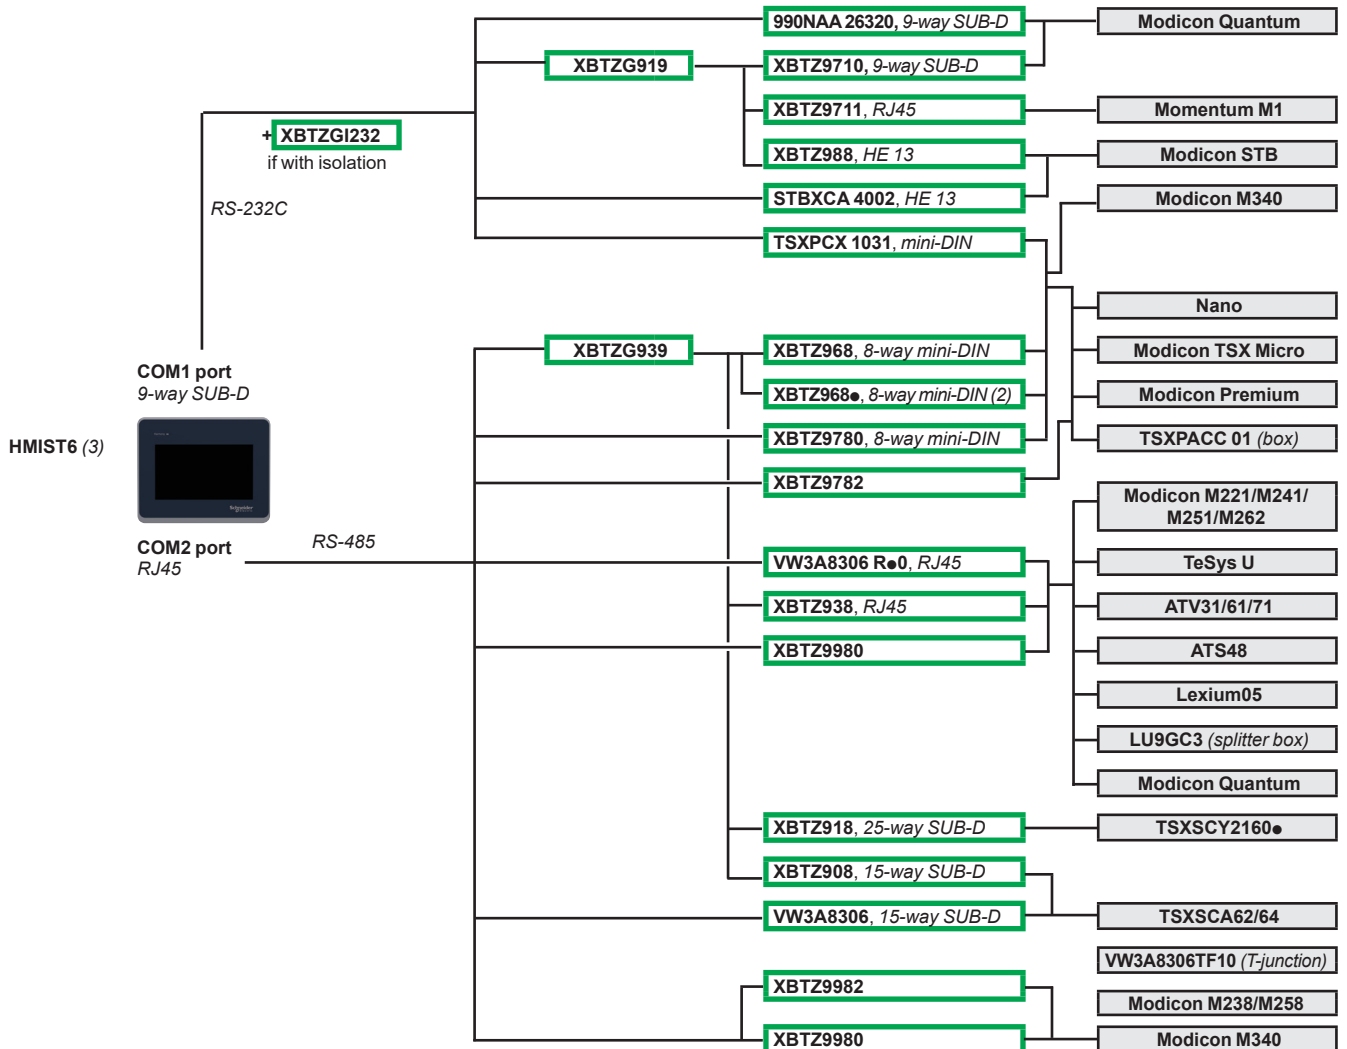 990NAA 26320, 9-way SUB-D
Modicon Quantum
XBTZG919
XBTZ9710, 9-way SUB-D
XBTZ9711, RJ45
Momentum M1
+ XBTZGI232
if with isolation
XBTZ988, HE 13
Modicon STB
STBXCA 4002, HE 13
Modicon M340
RS-232C
TSXPCX 1031, mini-DIN
Nano
XBTZG939
XBTZ968, 8-way mini-DIN
Modicon TSX Micro
COM1 port
9-way SUB-D
XBTZ968●, 8-way mini-DIN (2)
Modicon Premium
HMIST6 (3)
XBTZ9780, 8-way mini-DIN
TSXPACC 01 (box)
XBTZ9782
Modicon M221/M241/
M251/M262
Schneider
COM2 port
RJ45
RS-485
VW3A8306 R●0, RJ45
TeSys U
XBTZ938, RJ45
ATV31/61/71
XBTZ9980
ATS48
Lexium05
LU9GC3 (splitter box)
Modicon Quantum
XBTZ918, 25-way SUB-D
TSXSCY2160●
XBTZ908, 15-way SUB-D
VW3A8306, 15-way SUB-D
TSXSCA62/64
VW3A8306TF10 (T-junction)
XBTZ9982
Modicon M238/M258
XBTZ9980
Modicon M340